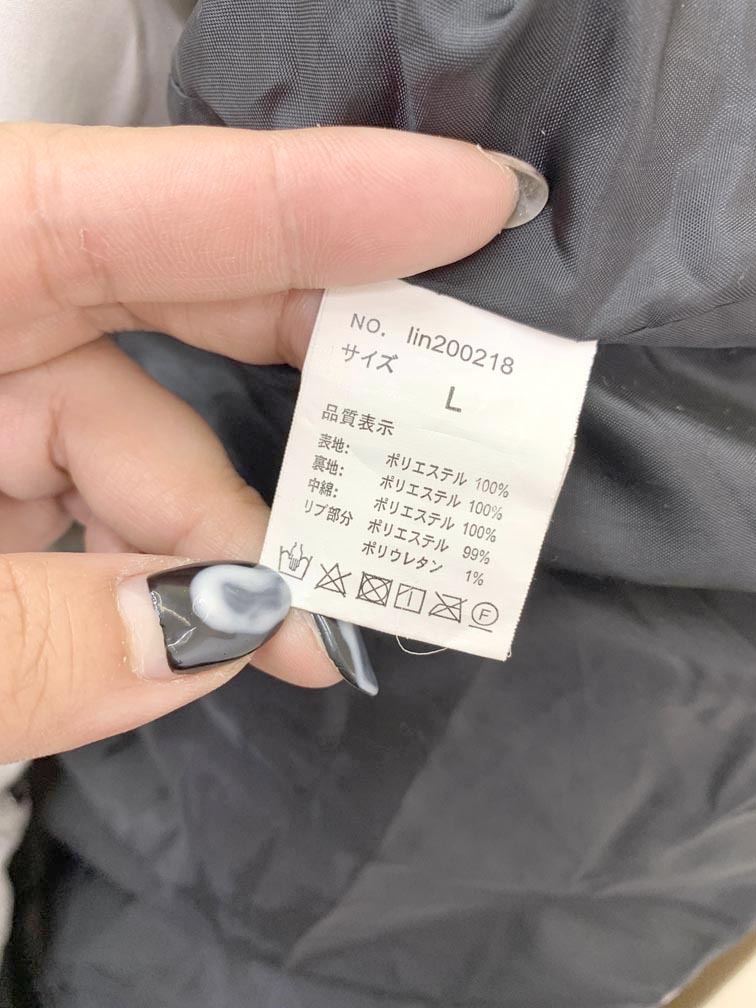 NO. lin200218
サイズ
L
品質表示
表地: ポリエステル 100%
裏地: ポリエステル 100%
中綿: ポリエステル 100%
リブ部分 ポリエステル 99%
ポリウレタン 1%
F